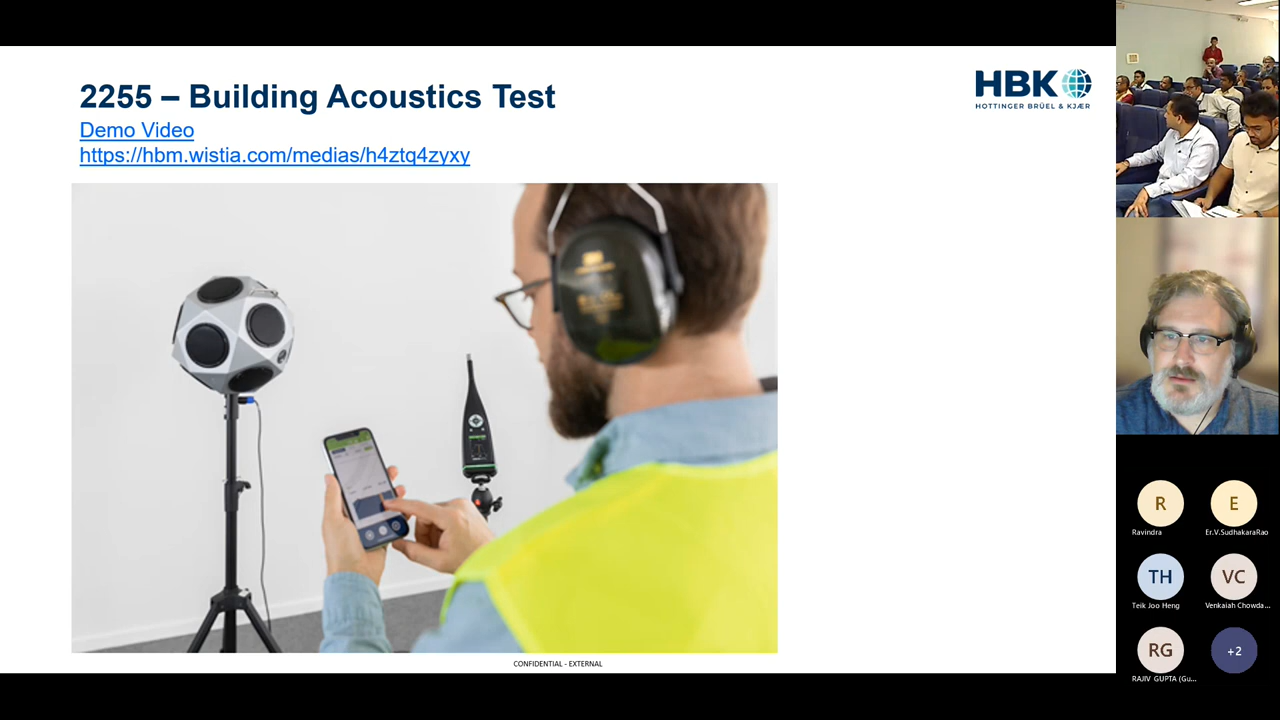 2255 – Building Acoustics Test
Demo Video
https://hbm.wistia.com/medias/h4ztq4zyxy
HBK
HOTTINGER BRÜEL & KJÆR
CONFIDENTIAL - EXTERNAL
R
Ravindra
E
Er.V.SudhakaraRao
TH
Teik Joo Heng
VC
Venkaiah Chowda...
RG
RAJIV GUPTA (Gu...
+2